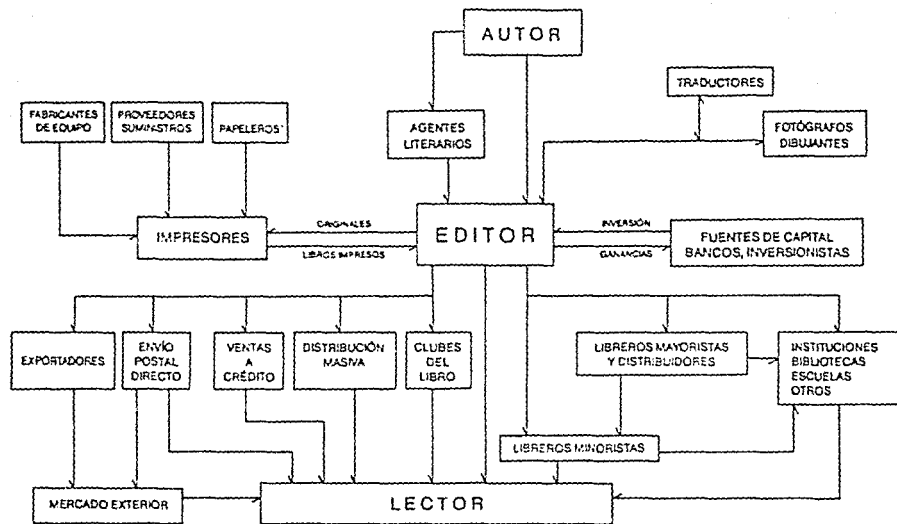 AUTOR
TRADUCTORES
FABRICANTES
DE EQUIPO
PROVEEDORES
SUMINISTROS
PAPELEROS
AGENTES
LITERARIOS
FOTÓGRAFOS
DIBUJANTES
IMPRESORES
ORIGINALES
LIBROS IMPRESOS
EDITOR
INVERSIÓN
GANANCIAS
FUENTES DE CAPITAL
BANCOS, INVERSIONISTAS
EXPORTADORES
ENVÍO
POSTAL
DIRECTO
VENTAS
A
CRÉDITO
DISTRIBUCIÓN
MASIVA
CLUBES
DEL
LIBRO
LIBREROS MAYORISTAS
Y DISTRIBUIDORES
INSTITUCIONES
BIBLIOTECAS
ESCUELAS
OTROS
LIBREROS MINORISTAS
MERCADO EXTERIOR
LECTOR